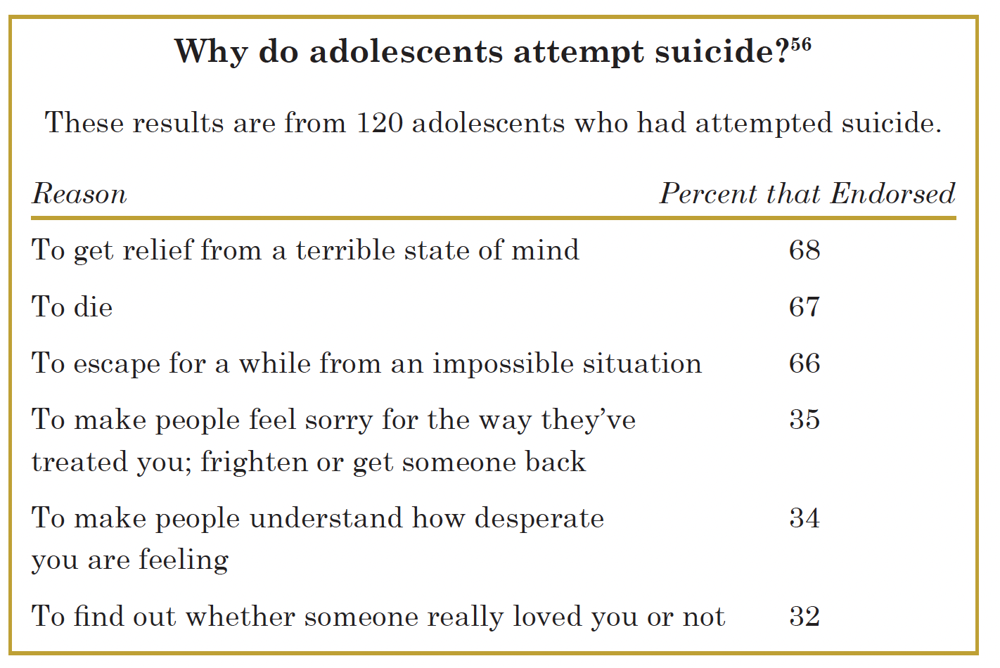 Why do adolescents attempt suicide?56
These results are from 120 adolescents who had attempted suicide.
Reason Percent that Endorsed
To get relief from a terrible state of mind 68
To die 67
To escape for a while from an impossible situation 66
To make people feel sorry for the way they’ve 35
treated you; frighten or get someone back
To make people understand how desperate 34
you are feeling
To find out whether someone really loved you or not 32